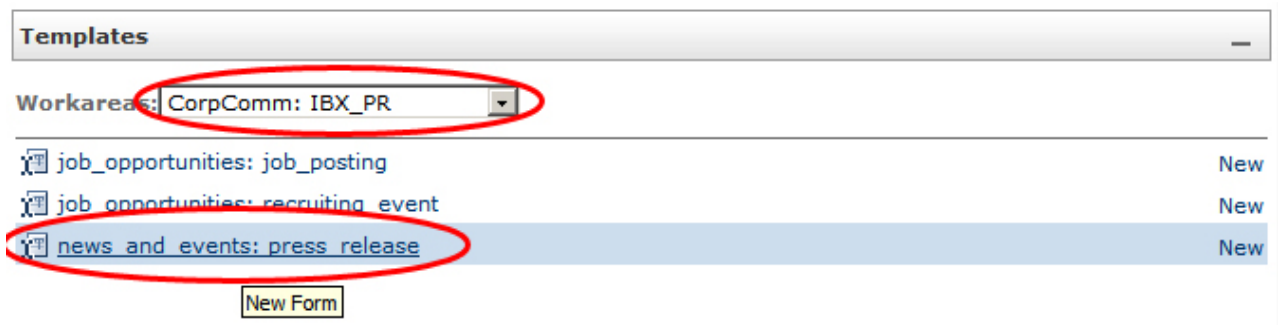 Templates
Workareas: CorpComm: IBX_PR
job_opportunities: job_posting New
job_opportunities: recruiting_event New
news_and_events: press_release New
New Form